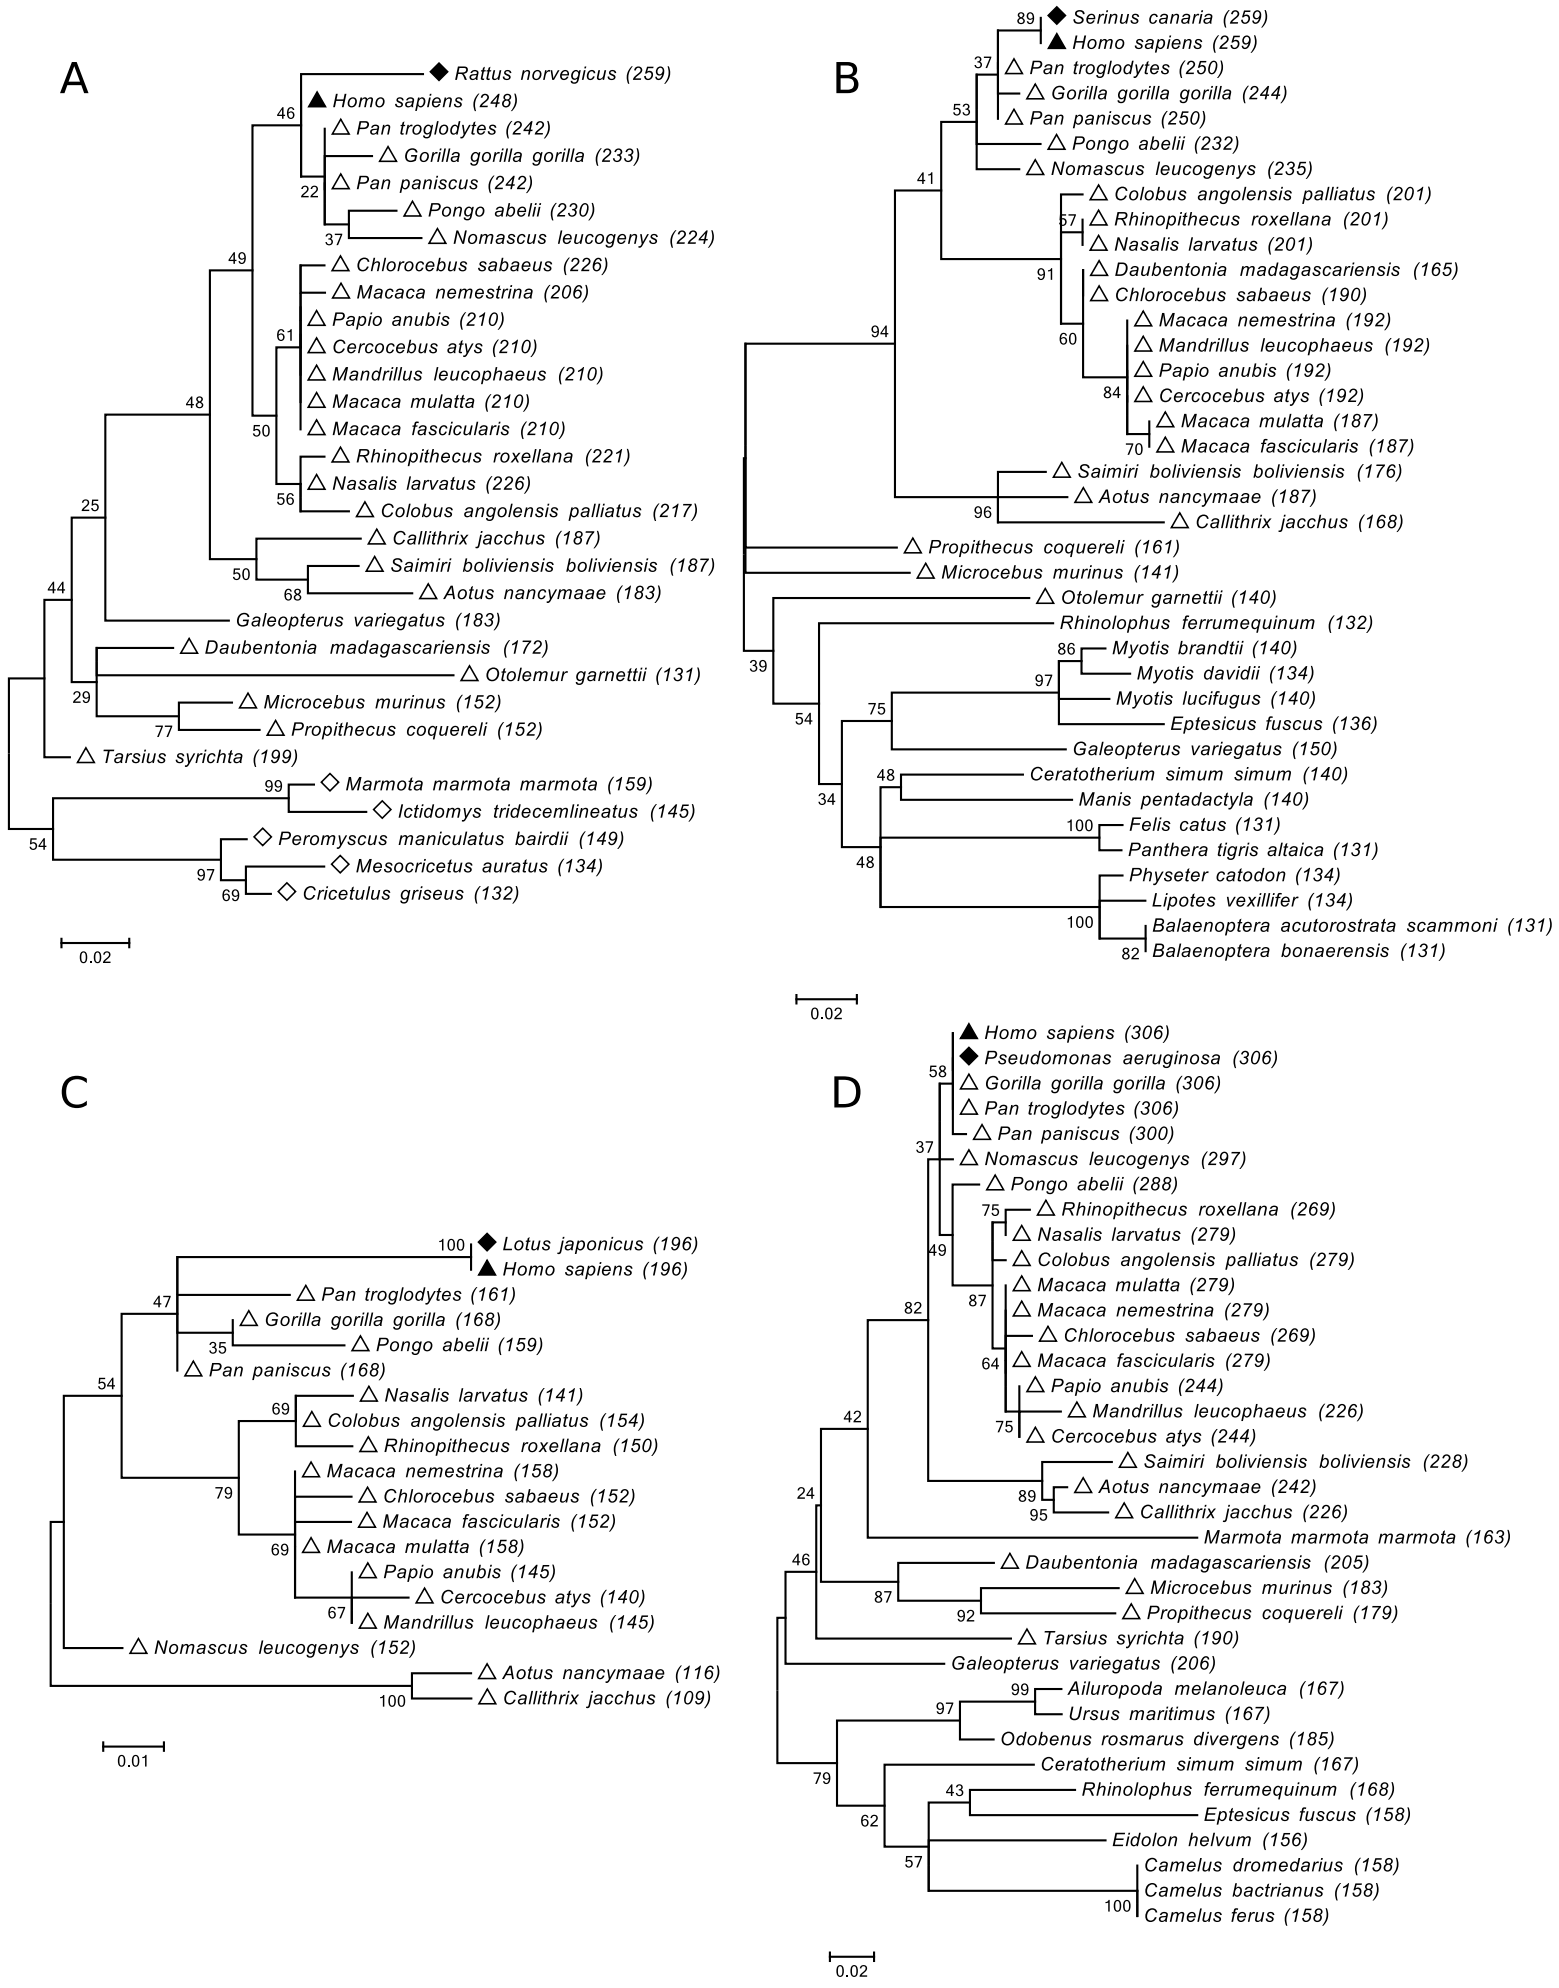 A
Rattus norvegicus (259)
46
Homo sapiens (248)
Pan troglodytes (242)
Gorilla gorilla gorilla (233)
22
Pan paniscus (242)
Pongo abelii (230)
37
Nomascus leucogenys (224)
49
Chlorocebus sabaeus (226)
Macaca nemestrina (206)
Papio anubis (210)
61
Cercocebus atys (210)
Mandrillus leucophaeus (210)
48
Macaca mulatta (210)
50
Macaca fascicularis (210)
Rhinopithecus roxellana (221)
Nasalis larvatus (226)
56
Colobus angolensis palliatus (217)
25
Callithrix jacchus (187)
50
Saimiri boliviensis boliviensis (187)
68
Aotus nancymaae (183)
44
Galeopterus variegatus (183)
Daubentonia madagascariensis (172)
Otolemur garnettii (131)
29
Microcebus murinus (152)
77
Propithecus coquereli (152)
Tarsius syrichta (199)
99
Marmota marmota marmota (159)
Ictidomys tridecemlineatus (145)
54
Peromyscus maniculatus bairdii (149)
97
Mesocricetus auratus (134)
69
Cricetulus griseus (132)
0.02
B
89
Serinus canaria (259)
Homo sapiens (259)
37
Pan troglodytes (250)
Gorilla gorilla gorilla (244)
53
Pan paniscus (250)
Pongo abelii (232)
Nomascus leucogenys (235)
41
Colobus angolensis palliatus (201)
57
Rhinopithecus roxellana (201)
Nasalis larvatus (201)
91
Daubentonia madagascariensis (165)
Chlorocebus sabaeus (190)
Macaca nemestrina (192)
94
60
Mandrillus leucophaeus (192)
Papio anubis (192)
84
Cercocebus atys (192)
Macaca mulatta (187)
70
Macaca fascicularis (187)
Saimiri boliviensis boliviensis (176)
Aotus nancymaae (187)
96
Callithrix jacchus (168)
Propithecus coquereli (161)
Microcebus murinus (141)
Otolemur garnettii (140)
Rhinolophus ferrumequinum (132)
39
86
Myotis brandtii (140)
Myotis davidii (134)
97
Myotis lucifugus (140)
54
75
Eptesicus fuscus (136)
Galeopterus variegatus (150)
48
Ceratotherium simum simum (140)
34
Manis pentadactyla (140)
100
Felis catus (131)
Panthera tigris altaica (131)
48
Physeter catodon (134)
Lipotes vexillifer (134)
100
Balaenoptera acutorostrata scammoni (131)
82
Balaenoptera bonaerensis (131)
0.02
C
100
Lotus japonicus (196)
Homo sapiens (196)
47
Pan troglodytes (161)
Gorilla gorilla gorilla (168)
35
Pongo abelii (159)
Pan paniscus (168)
54
Nasalis larvatus (141)
69
Colobus angolensis palliatus (154)
Rhinopithecus roxellana (150)
Macaca nemestrina (158)
79
Chlorocebus sabaeus (152)
Macaca fascicularis (152)
69
Macaca mulatta (158)
Papio anubis (145)
Cercocebus atys (140)
67
Mandrillus leucophaeus (145)
Nomascus leucogenys (152)
Aotus nancymaae (116)
100
Callithrix jacchus (109)
0.01
D
Homo sapiens (306)
Pseudomonas aeruginosa (306)
58
Gorilla gorilla gorilla (306)
Pan troglodytes (306)
Pan paniscus (300)
37
Nomascus leucogenys (297)
Pongo abelii (288)
75
Rhinopithecus roxellana (269)
Nasalis larvatus (279)
49
Colobus angolensis palliatus (279)
Macaca mulatta (279)
87
82
Macaca nemestrina (279)
Chlorocebus sabaeus (269)
64
Macaca fascicularis (279)
Papio anubis (244)
Mandrillus leucophaeus (226)
75
42
Cercocebus atys (244)
Saimiri boliviensis boliviensis (228)
89
Aotus nancymaae (242)
24
95
Callithrix jacchus (226)
Marmota marmota marmota (163)
46
Daubentonia madagascariensis (205)
87
Microcebus murinus (183)
92
Propithecus coquereli (179)
Tarsius syrichta (190)
Galeopterus variegatus (206)
99
Ailuropoda melanoleuca (167)
97
Ursus maritimus (167)
Odobenus rosmarus divergens (185)
79
Ceratotherium simum simum (167)
43
Rhinolophus ferrumequinum (168)
62
Eptesicus fuscus (158)
Eidolon helvum (156)
57
Camelus dromedarius (158)
Camelus bactrianus (158)
100
Camelus ferus (158)
0.02